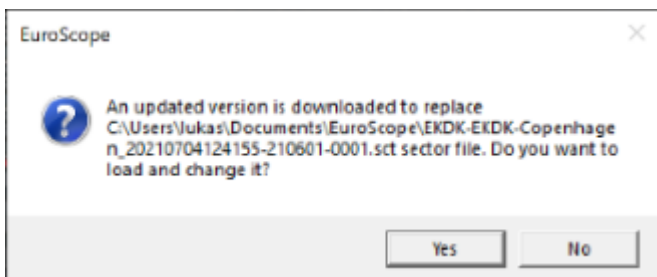 EuroScope
An updated version is downloaded to replace
C:\Users\lukas\Documents\EuroScope\EKDK-EKDK-Copenhage
n_20210704124155-210601-0001.sct sector file. Do you want to
load and change it?
Yes
No